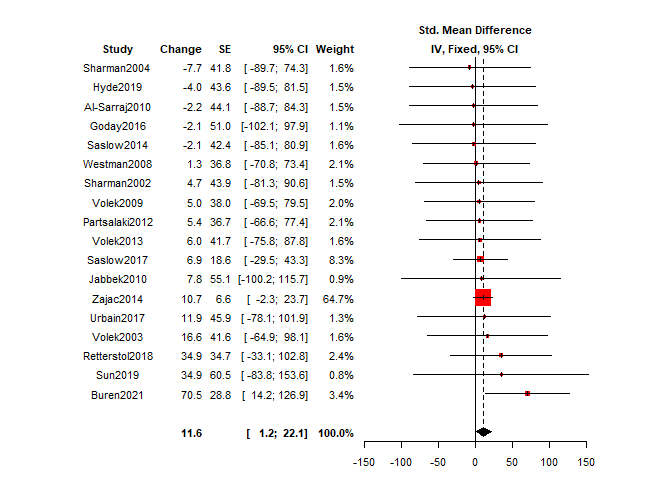 Std. Mean Difference
Study Change SE 95% CI Weight IV, Fixed, 95% CI
Sharman2004 -7.7 41.8 [ -89.7; 74.3] 1.6%
Hyde2019 -4.0 43.6 [ -89.5; 81.5] 1.5%
Al-Sarraj2010 -2.2 44.1 [ -88.7; 84.3] 1.5%
Goday2016 -2.1 51.0 [-102.1; 97.9] 1.1%
Saslow2014 -2.1 42.4 [ -85.1; 80.9] 1.6%
Westman2008 1.3 36.8 [ -70.8; 73.4] 2.1%
Sharman2002 4.7 43.9 [ -81.3; 90.6] 1.5%
Volek2009 5.0 38.0 [ -69.5; 79.5] 1.9%
Partsalaki2012 5.4 36.7 [ -66.6; 77.4] 2.1%
Volek2013 6.0 41.7 [ -75.8; 87.8] 1.6%
Saslow2017 6.9 18.6 [ -29.5; 43.3] 8.3%
Jabbek2010 7.8 55.1 [-100.2; 115.7] 0.9%
Zajac2014 10.7 6.6 [ -2.3; 23.7] 64.7%
Urbain2017 11.9 45.9 [ -78.1; 101.9] 1.3%
Volek2003 16.6 41.6 [ -64.9; 98.1] 1.6%
Retterstol2018 34.9 34.7 [ -33.1; 102.8] 2.4%
Sun2019 34.9 60.5 [ -83.8; 153.6] 0.8%
Buren2021 70.5 28.8 [ 14.2; 126.9] 3.4%
11.6 [ 1.2; 22.1] 100.0%
-150 -100 -50 0 50 100 150